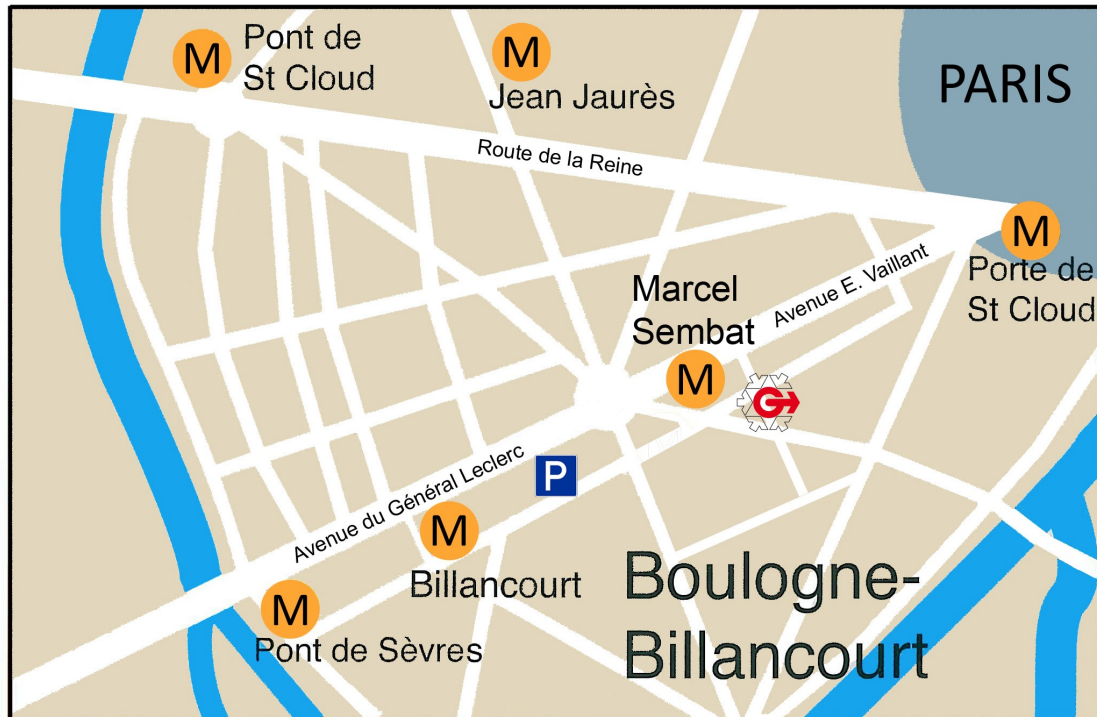 M
Pont de
St Cloud
M
Jean Jaurès
PARIS
Route de la Reine
M
Porte de
St Cloud
Avenue E. Vaillant
Marcel
Sembat
M
G
P
Avenue du Général Leclerc
M
Billancourt
M
Pont de Sèvres
Boulogne-
Billancourt